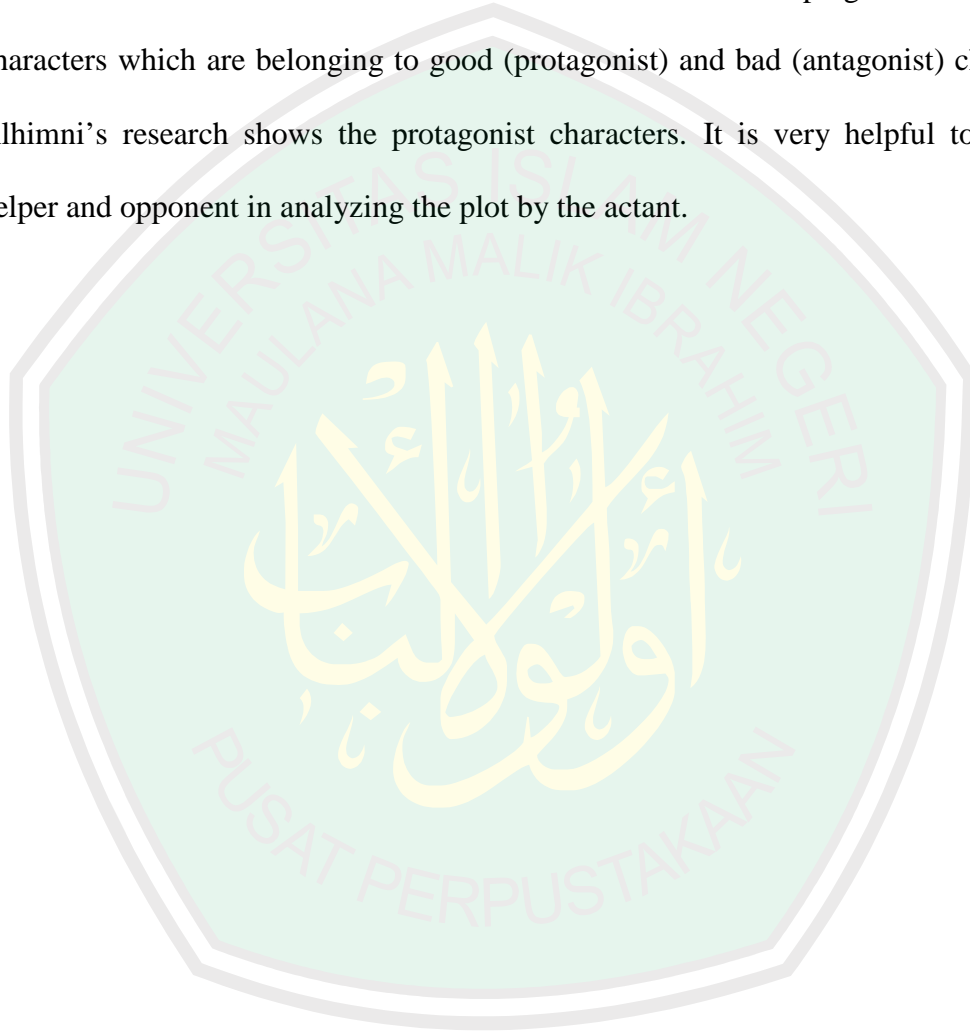 haracters which are belonging to good (protagonist) and bad (antagonist) c
lhimni's research shows the protagonist characters. It is very helpful to
elper and opponent in analyzing the plot by the actant.
UNIVERSITAS ISLAM NEGERI
MAULANA MALIK IBRAHIM
أولوا الألباب
PUSAT PERPUSTAKAAN